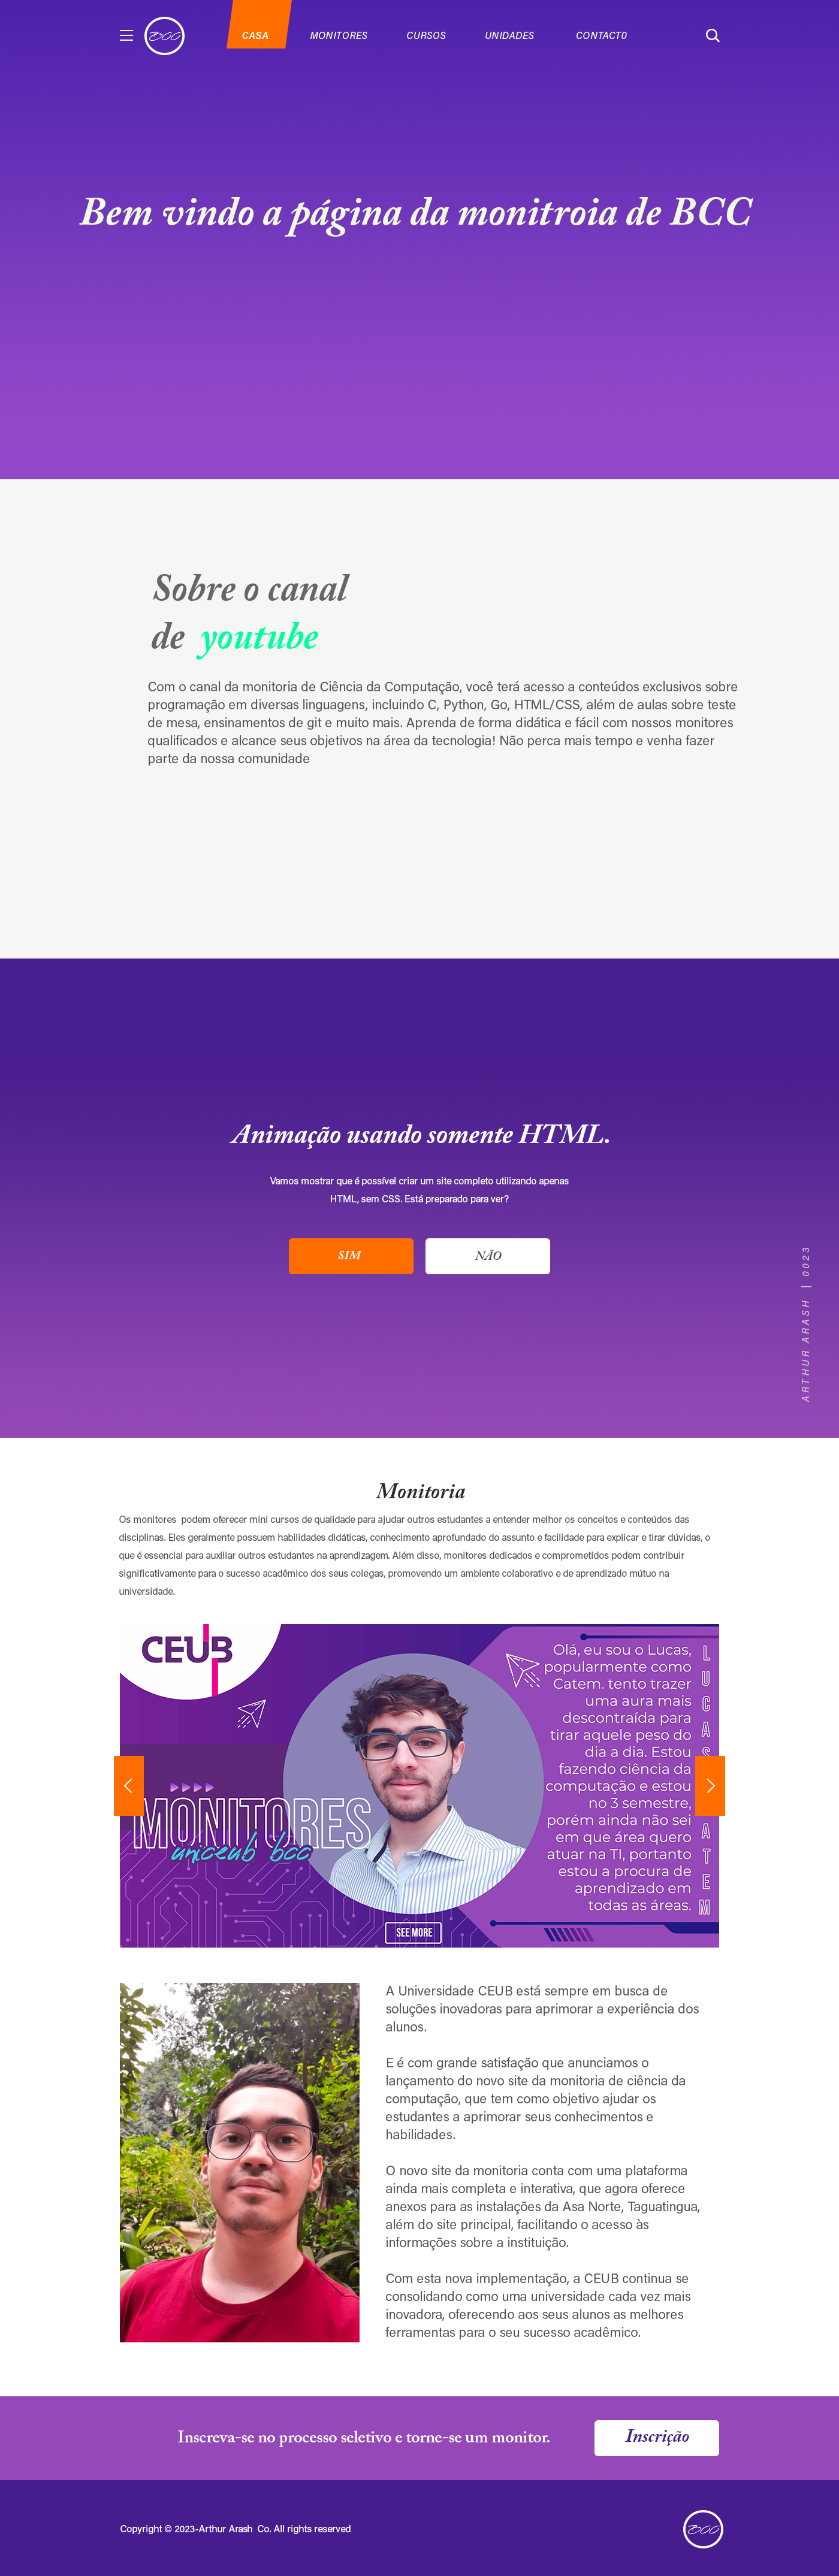 BCC
CASA
MONITORES
CURSOS
UNIDADES
CONTACT0
Bem vindo a página da monitroia de BCC
Sobre o canal
de youtube
Com o canal da monitoria de Ciência da Computação, você terá acesso a conteúdos exclusivos sobre
programação em diversas linguagens, incluindo C, Python, Go, HTML/CSS, além de aulas sobre teste
de mesa, ensinamentos de git e muito mais. Aprenda de forma didática e fácil com nossos monitores
qualificados e alcance seus objetivos na área da tecnologia! Não perca mais tempo e venha fazer
parte da nossa comunidade
Animação usando somente HTML.
Vamos mostrar que é possível criar um site completo utilizando apenas
HTML, sem CSS. Está preparado para ver?
SIM
NÃO
ARTHUR ARASH | 0023
Monitoria
Os monitores podem oferecer mini cursos de qualidade para ajudar outros estudantes a entender melhor os conceitos e conteúdos das
disciplinas. Eles geralmente possuem habilidades didáticas, conhecimento aprofundado do assunto e facilidade para explicar e tirar dúvidas, o
que é essencial para auxiliar outros estudantes na aprendizagem. Além disso, monitores dedicados e comprometidos podem contribuir
significativamente para o sucesso acadêmico dos seus colegas, promovendo um ambiente colaborativo e de aprendizado mútuo na
universidade.
CEUB
MONITORES
uniceub bcc
SEE MORE
Olá, eu sou o Lucas,
popularmente como
Catem. tento trazer
uma aura mais
descontraída para
tirar aquele peso do
dia a dia. Estou
fazendo ciência da
computação e estou
no 3 semestre,
porém ainda não sei
em que área quero
atuar na TI, portanto
estou a procura de
aprendizado em
todas as áreas.
LUCAS
ATEM
A Universidade CEUB está sempre em busca de
soluções inovadoras para aprimorar a experiência dos
alunos.
E é com grande satisfação que anunciamos o
lançamento do novo site da monitoria de ciência da
computação, que tem como objetivo ajudar os
estudantes a aprimorar seus conhecimentos e
habilidades.
O novo site da monitoria conta com uma plataforma
ainda mais completa e interativa, que agora oferece
anexos para as instalações da Asa Norte, Taguatingua,
além do site principal, facilitando o acesso às
informações sobre a instituição.
Com esta nova implementação, a CEUB continua se
consolidando como uma universidade cada vez mais
inovadora, oferecendo aos seus alunos as melhores
ferramentas para o seu sucesso acadêmico.
Inscreva-se no processo seletivo e torne-se um monitor.
Inscrição
Copyright © 2023-Arthur Arash Co. All rights reserved
BCC